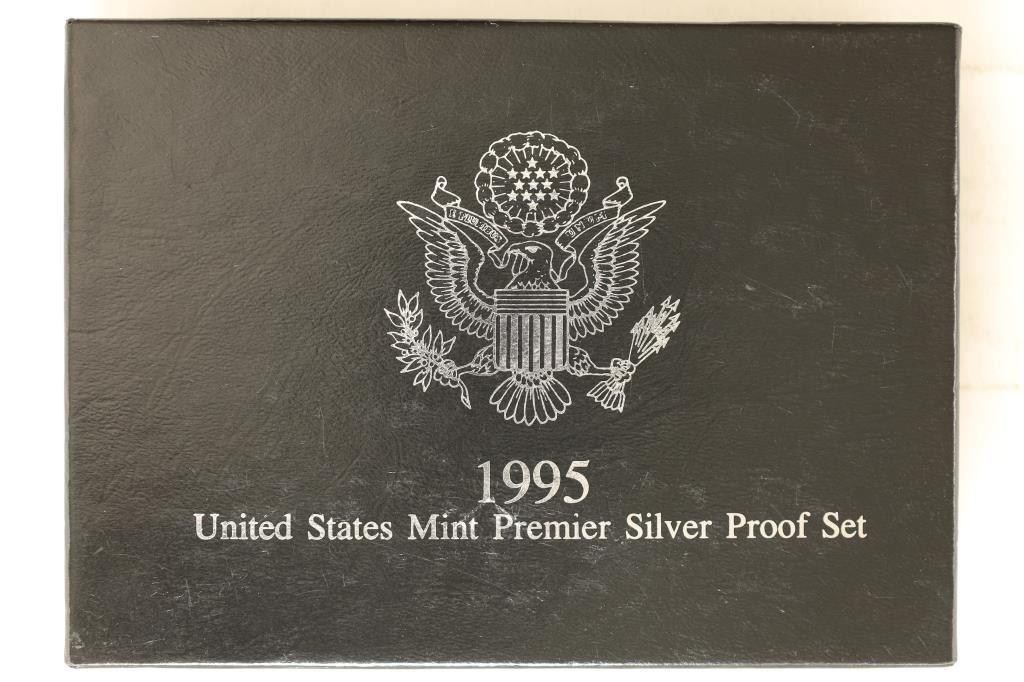 1995
United States Mint Premier Silver Proof Set